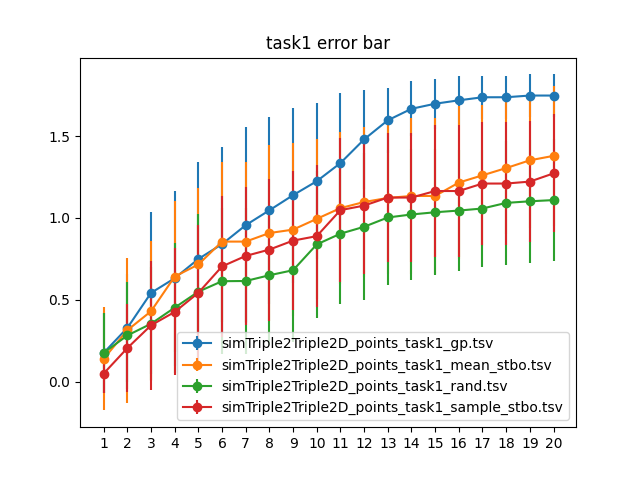 task1 error bar
1.5
1.0
0.5
0.0
simTriple2Triple2D_points_task1_gp.tsv
simTriple2Triple2D_points_task1_mean_stbo.tsv
simTriple2Triple2D_points_task1_rand.tsv
simTriple2Triple2D_points_task1_sample_stbo.tsv
1 2 3 4 5 6 7 8 9 10 11 12 13 14 15 16 17 18 19 20